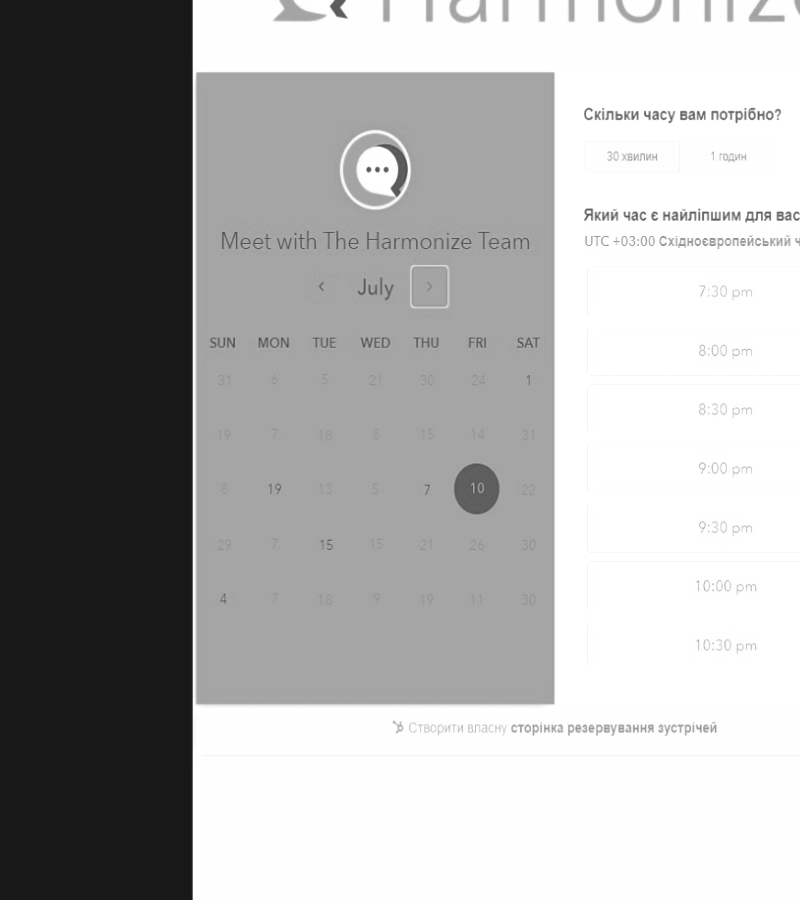 Harmonize
Meet with The Harmonize Team
July
SUN MON TUE WED THU FRI SAT
31 6 5 21 30 24 1
19 7 18 8 15 14 31
8 19 13 5 7 10 22
29 7 15 15 21 26 30
4 7 18 9 19 11 30
Скільки часу вам потрібно?
30 хвилин 1 годин
Який час є найліпшим для вас
UTC +03:00 Східноєвропейський ч
7:30 pm
8:00 pm
8:30 pm
9:00 pm
9:30 pm
10:00 pm
10:30 pm
Створити власну сторінка резервування зустрічей